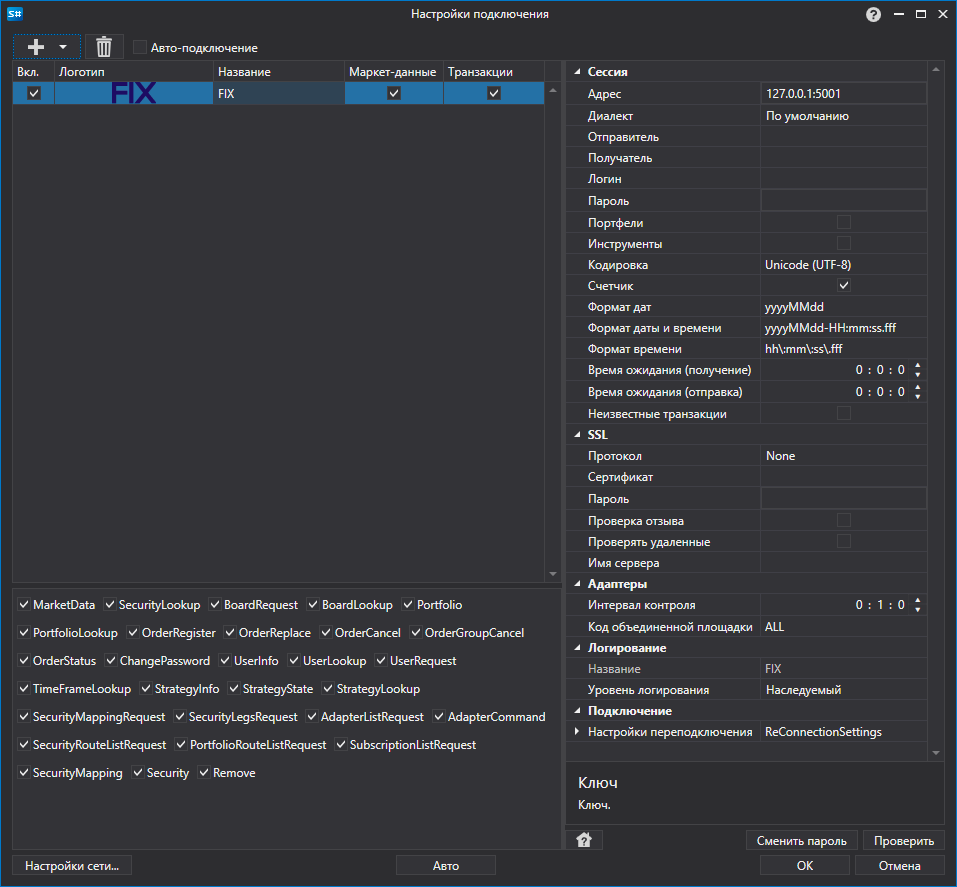 S#
Настройки подключения
?
Авто-подключение
Вкл. Логотип Название Маркет-данные Транзакции
FIX FIX
MarketData SecurityLookup BoardRequest BoardLookup Portfolio
PortfolioLookup OrderRegister OrderReplace OrderCancel OrderGroupCancel
OrderStatus ChangePassword UserInfo UserLookup UserRequest
TimeFrameLookup StrategyInfo StrategyState StrategyLookup
SecurityMappingRequest SecurityLegsRequest AdapterListRequest AdapterCommand
SecurityRouteListRequest PortfolioRouteListRequest SubscriptionListRequest
SecurityMapping Security Remove
Сессия
Адрес 127.0.0.1:5001
Диалект По умолчанию
Отправитель
Получатель
Логин
Пароль
Портфели
Инструменты
Кодировка Unicode (UTF-8)
Счетчик
Формат дат yyyyMMdd
Формат даты и времени yyyyMMdd-HH:mm:ss.fff
Формат времени hh\:mm\:ss\.fff
Время ожидания (получение) 0 : 0 : 0
Время ожидания (отправка) 0 : 0 : 0
Неизвестные транзакции
SSL
Протокол None
Сертификат
Пароль
Проверка отзыва
Проверять удаленные
Имя сервера
Адаптеры
Интервал контроля 0 : 1 : 0
Код объединенной площадки ALL
Логирование
Название FIX
Уровень логирования Наследуемый
Подключение
Настройки переподключения ReConnectionSettings
Ключ
Ключ.
? Сменить пароль Проверить
Настройки сети... Авто OK Отмена